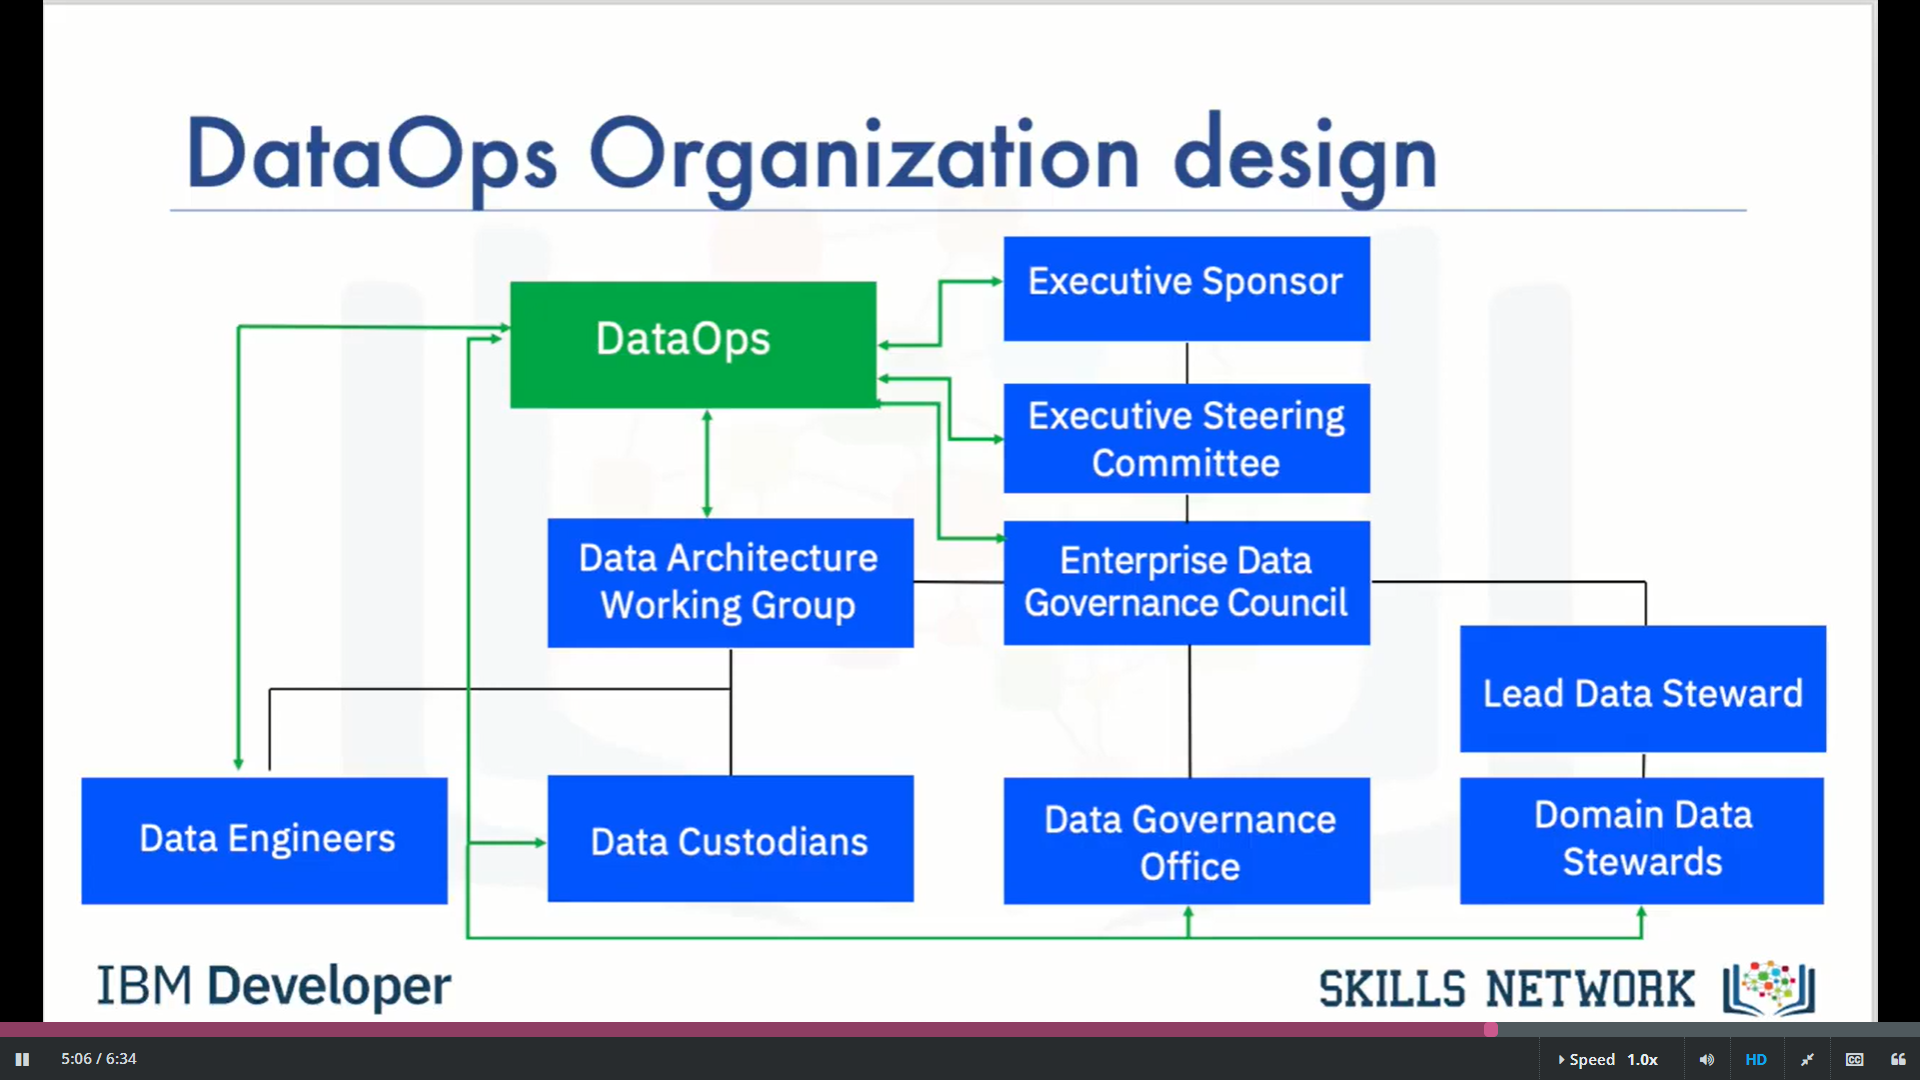 DataOps Organization design
Executive Sponsor
DataOps
Executive Steering
Committee
Data Architecture
Working Group
Enterprise Data
Governance Council
Lead Data Steward
Data Engineers
Data Custodians
Data Governance
Office
Domain Data
Stewards
IBM Developer
SKILLS NETWORK
5:06 / 6:34
Speed 1.0x
HD
CC